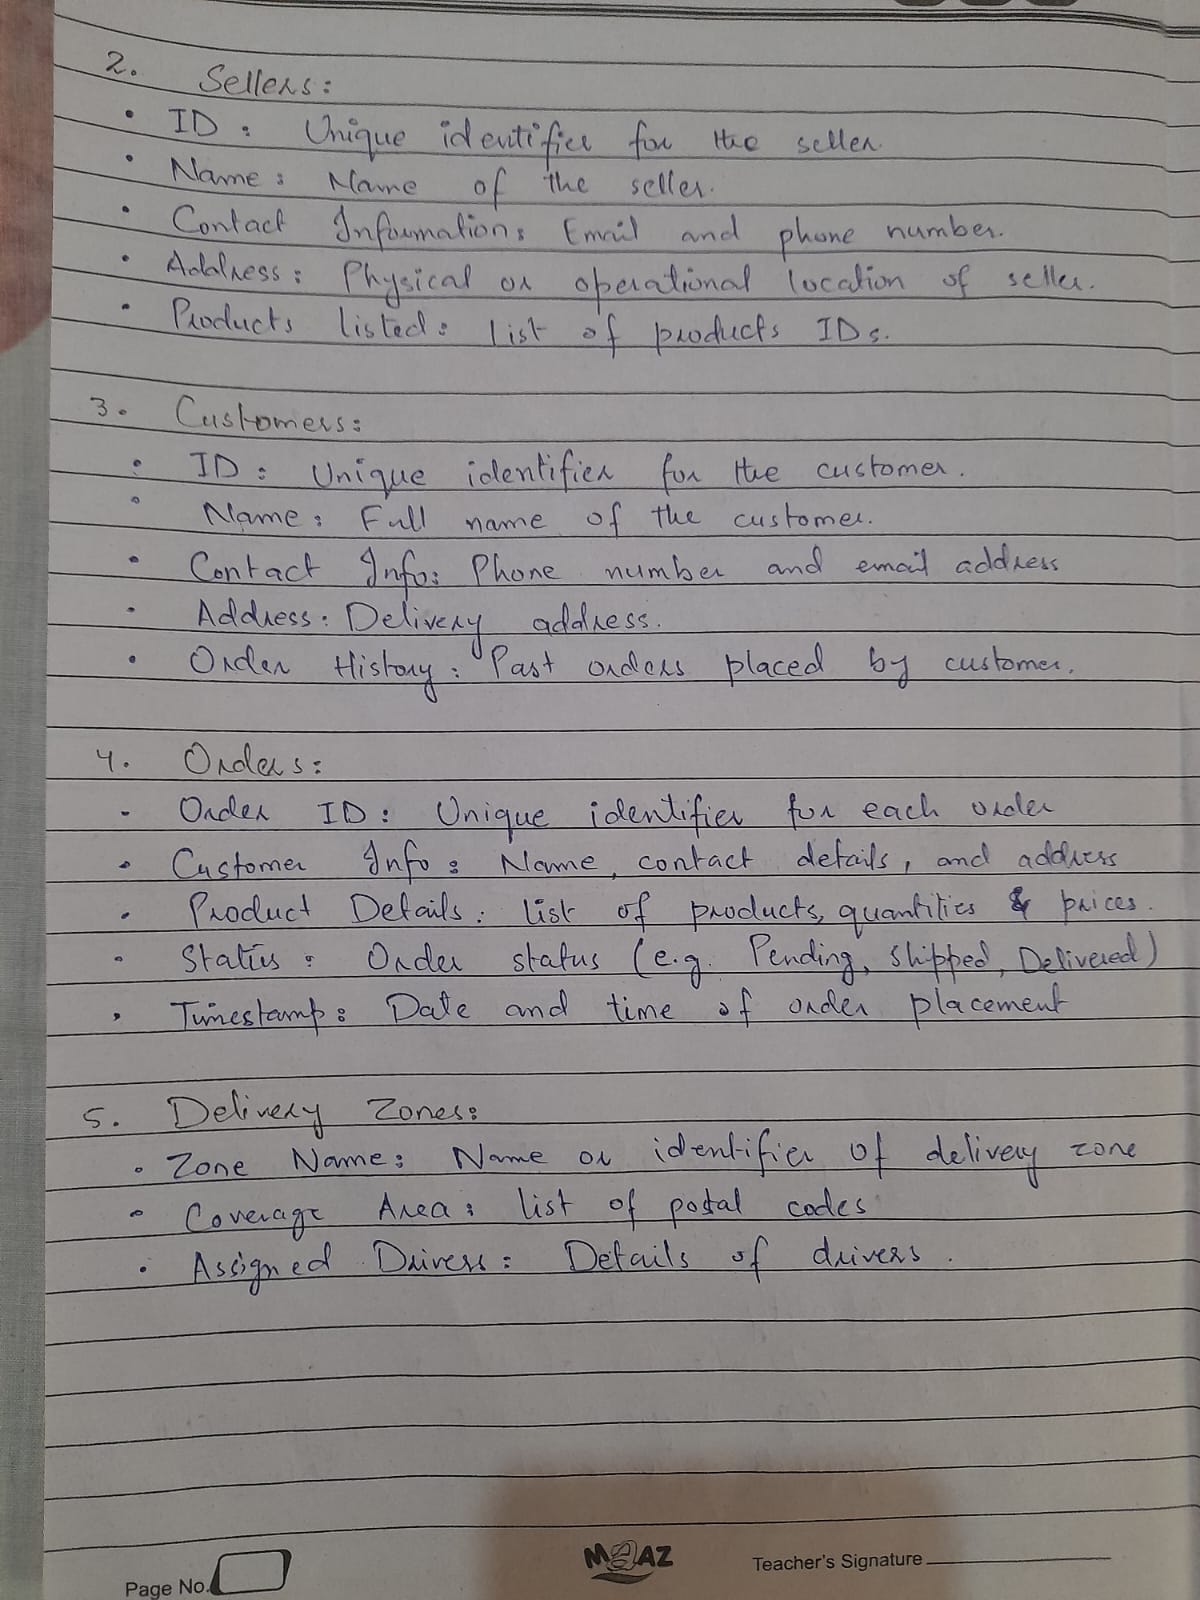 2. Sellers:
• ID: Unique identifier for the seller.
• Name: Name of the seller.
• Contact Information: Email and phone number.
• Address: Physical or operational location of seller.
• Products listed: List of products IDs.
3. Customers:
• ID: Unique identifier for the customer.
• Name: Full name of the customer.
• Contact Info: Phone number and email address
• Address: Delivery address.
• Order History: Past orders placed by customer.
4. Orders:
• Order ID: Unique identifier for each order
• Customer Info: Name, contact details, and address
• Product Details: List of products, quantities & prices.
• Status: Order status (e.g. Pending, Shipped, Delivered)
• Timestamp: Date and time of order placement
5. Delivery Zones:
• Zone Name: Name or identifier of delivery zone
• Coverage Area: list of postal codes
• Assigned Drivers: Details of drivers.
MAAZ
Teacher's Signature
Page No.